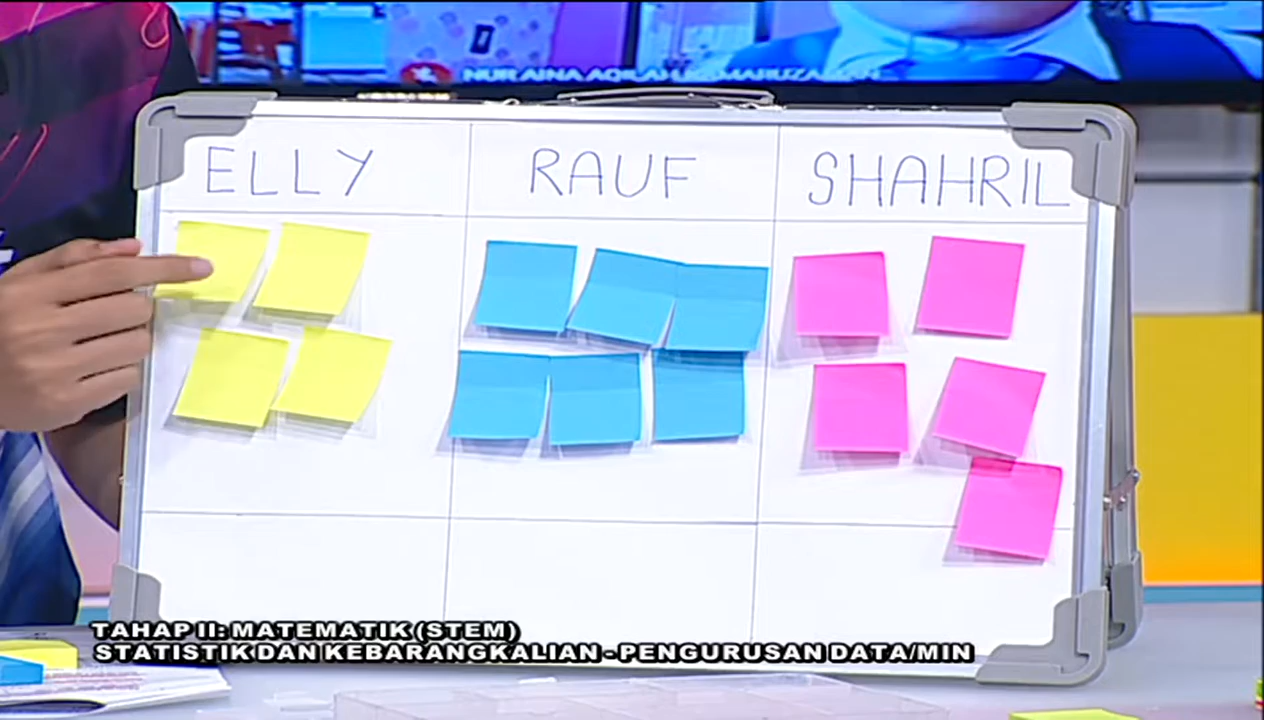 ELLY RAUF SHAHRIL
TAHAP II: MATEMATIK (STEM)
STATISTIK DAN KEBARANGKALIAN - PENGURUSAN DATA/MIN